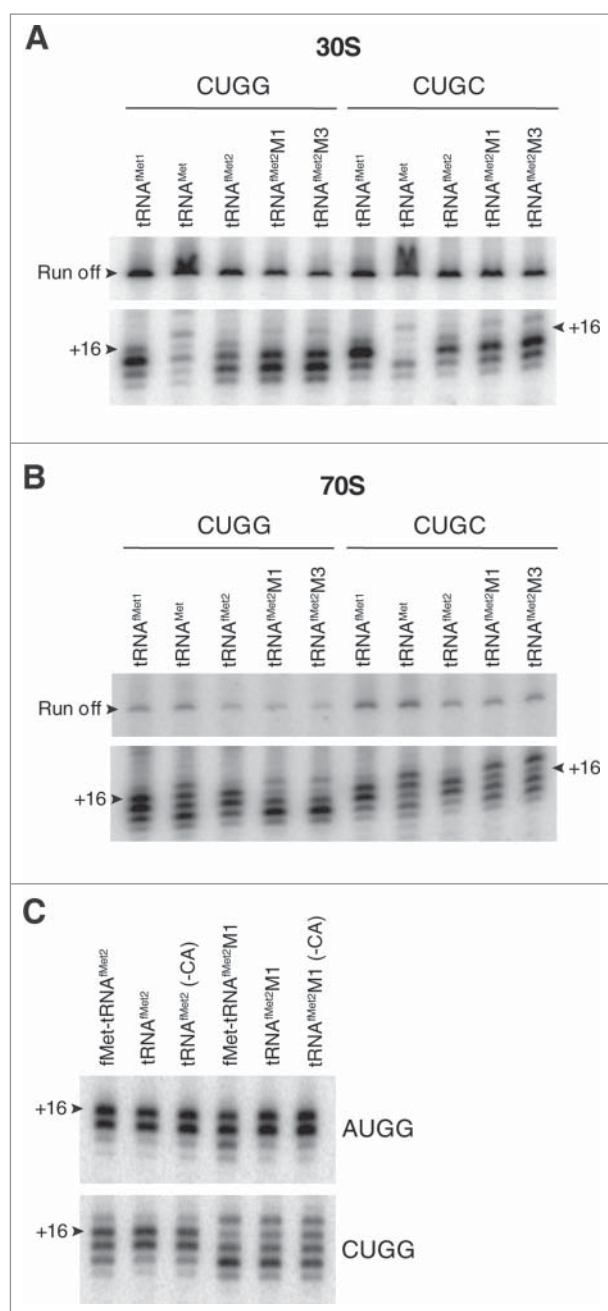 A
30S
CUGG CUGC
tRNAfMet1 tRNAMet tRNAfMet2 tRNAfMet2M1 tRNAfMet2M3 tRNAfMet1 tRNAMet tRNAfMet2 tRNAfMet2M1 tRNAfMet2M3
Run off
+16 +16
B
70S
CUGG CUGC
tRNAfMet1 tRNAMet tRNAfMet2 tRNAfMet2M1 tRNAfMet2M3 tRNAfMet1 tRNAMet tRNAfMet2 tRNAfMet2M1 tRNAfMet2M3
Run off
+16 +16
C
fMet-tRNAfMet2 tRNAfMet2 tRNAfMet2 (-CA) fMet-tRNAfMet2M1 tRNAfMet2M1 tRNAfMet2M1 (-CA)
+16 AUGG
+16 CUGG